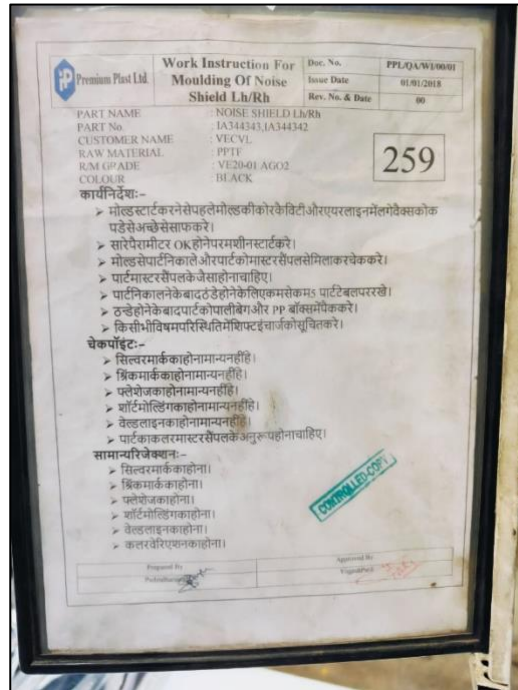 Premium Plast Ltd.
Work Instruction For
Moulding Of Noise
Shield Lh/Rh
Doc. No. PPL/QA/WI/00/01
Issue Date 01/01/2018
Rev. No. & Date 00
PART NAME : NOISE SHIELD Lh/Rh
PART No. : IA344343,IA344342
CUSTOMER NAME : VECVL
RAW MATERIAL : PPTF
R/M GRADE : VE20-01 AGO2
COLOUR : BLACK
259
कार्यनिर्देशः-
➢ मोल्डस्टार्टकरनेसेपहलेमोल्डकीकोरकेविटीऔरएयरलाइनमेंलगेवैक्सकोक
पडेसेअच्छेसेसाफकरे।
➢ सारेपैरामीटर OKहोनेपरमशीनस्टार्टकरे।
➢ मोल्डसेपार्टनिकालेऔरपार्टकोमास्टरसैंपलसेमिलाकरचेककरे।
➢ पार्टमास्टरसैंपलकेजैसाहोनाचाहिए।
➢ पार्टनिकालनेकेबादठंडेहोनेकेलिएकमसेकम5 पार्टटेबलपररखे।
➢ ठन्डेहोनेकेबादपार्टकोपालीबेगऔर PP बॉक्समेंपैककरे।
➢ किसीभीविषमपरिस्थितिमेंशिफ्टइंचार्जकोसूचितकरे।
चेकपॉइंटः-
➢ सिल्वरमार्ककाहोनामान्यनहींहे।
➢ श्रिंकमार्ककाहोनामान्यनहींहे।
➢ फ्लेशेजकाहोनामान्यनहींहे।
➢ शॉर्टमोल्डिंगकाहोनामान्यनहींहे।
➢ वेल्डलाइनकाहोनामान्यनहींहे।
➢ पार्टकाकलरमास्टरसैंपलकेअनुरूपहोनाचाहिए।
सामान्यरिजेक्शनः-
➢ सिल्वरमार्ककाहोना।
➢ श्रिंकमार्ककाहोना।
➢ फ्लेशेजकाहोना।
➢ शॉर्टमोल्डिंगकाहोना।
➢ वेल्डलाइनकाहोना।
➢ कलरवेरिएशनकाहोना।
CONTROLLED-COPY
Prepared By
Approved By